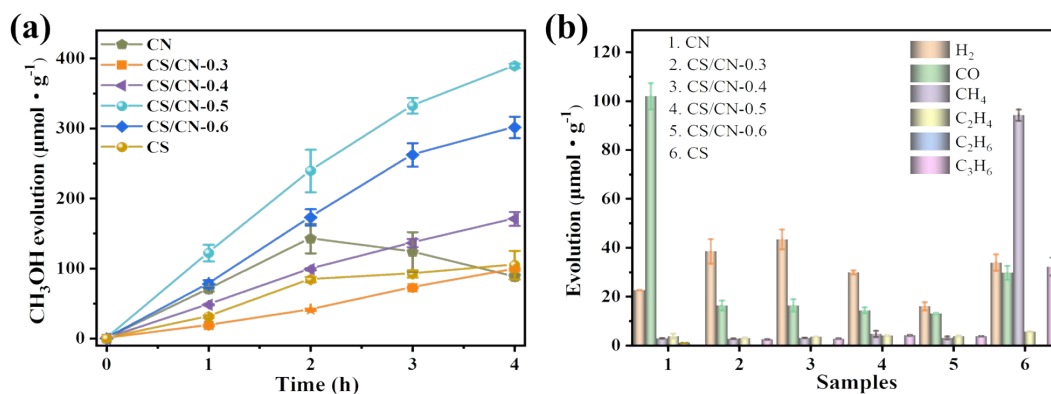 (a)
CH₃OH evolution (μmol • g⁻¹)
400
300
200
100
0
CN
CS/CN-0.3
CS/CN-0.4
CS/CN-0.5
CS/CN-0.6
CS
0 1 2 3 4
Time (h)
(b)
Evolution (μmol • g⁻¹)
120
100
80
60
40
20
0
1. CN
2. CS/CN-0.3
3. CS/CN-0.4
4. CS/CN-0.5
5. CS/CN-0.6
6. CS
H₂
CO
CH₄
C₂H₄
C₂H₆
C₃H₆
1 2 3 4 5 6
Samples